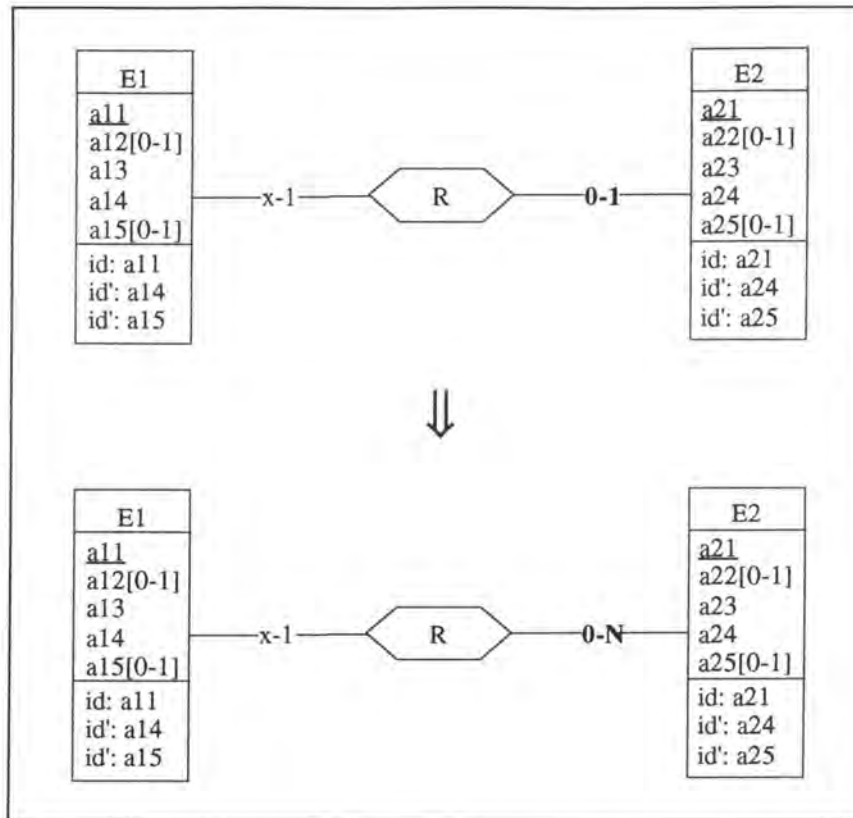 E1
a11
a12[0-1]
a13
a14
a15[0-1]
id: a11
id': a14
id': a15
x-1
R
0-1
E2
a21
a22[0-1]
a23
a24
a25[0-1]
id: a21
id': a24
id': a25
⇓
E1
a11
a12[0-1]
a13
a14
a15[0-1]
id: a11
id': a14
id': a15
x-1
R
0-N
E2
a21
a22[0-1]
a23
a24
a25[0-1]
id: a21
id': a24
id': a25